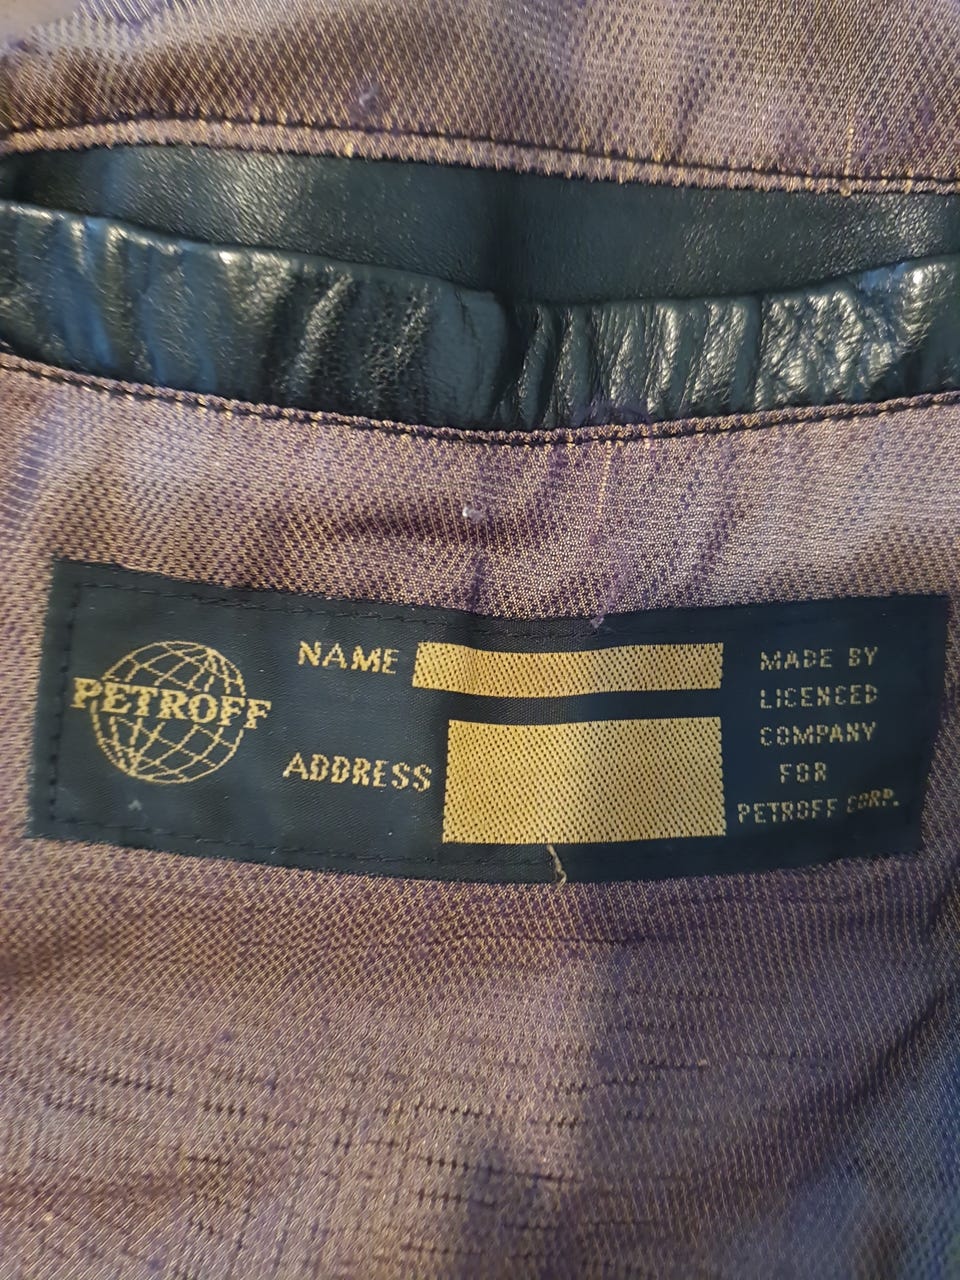 PETROFF
NAME
ADDRESS
MADE BY
LICENCED
COMPANY
FOR
PETROFF CORP.